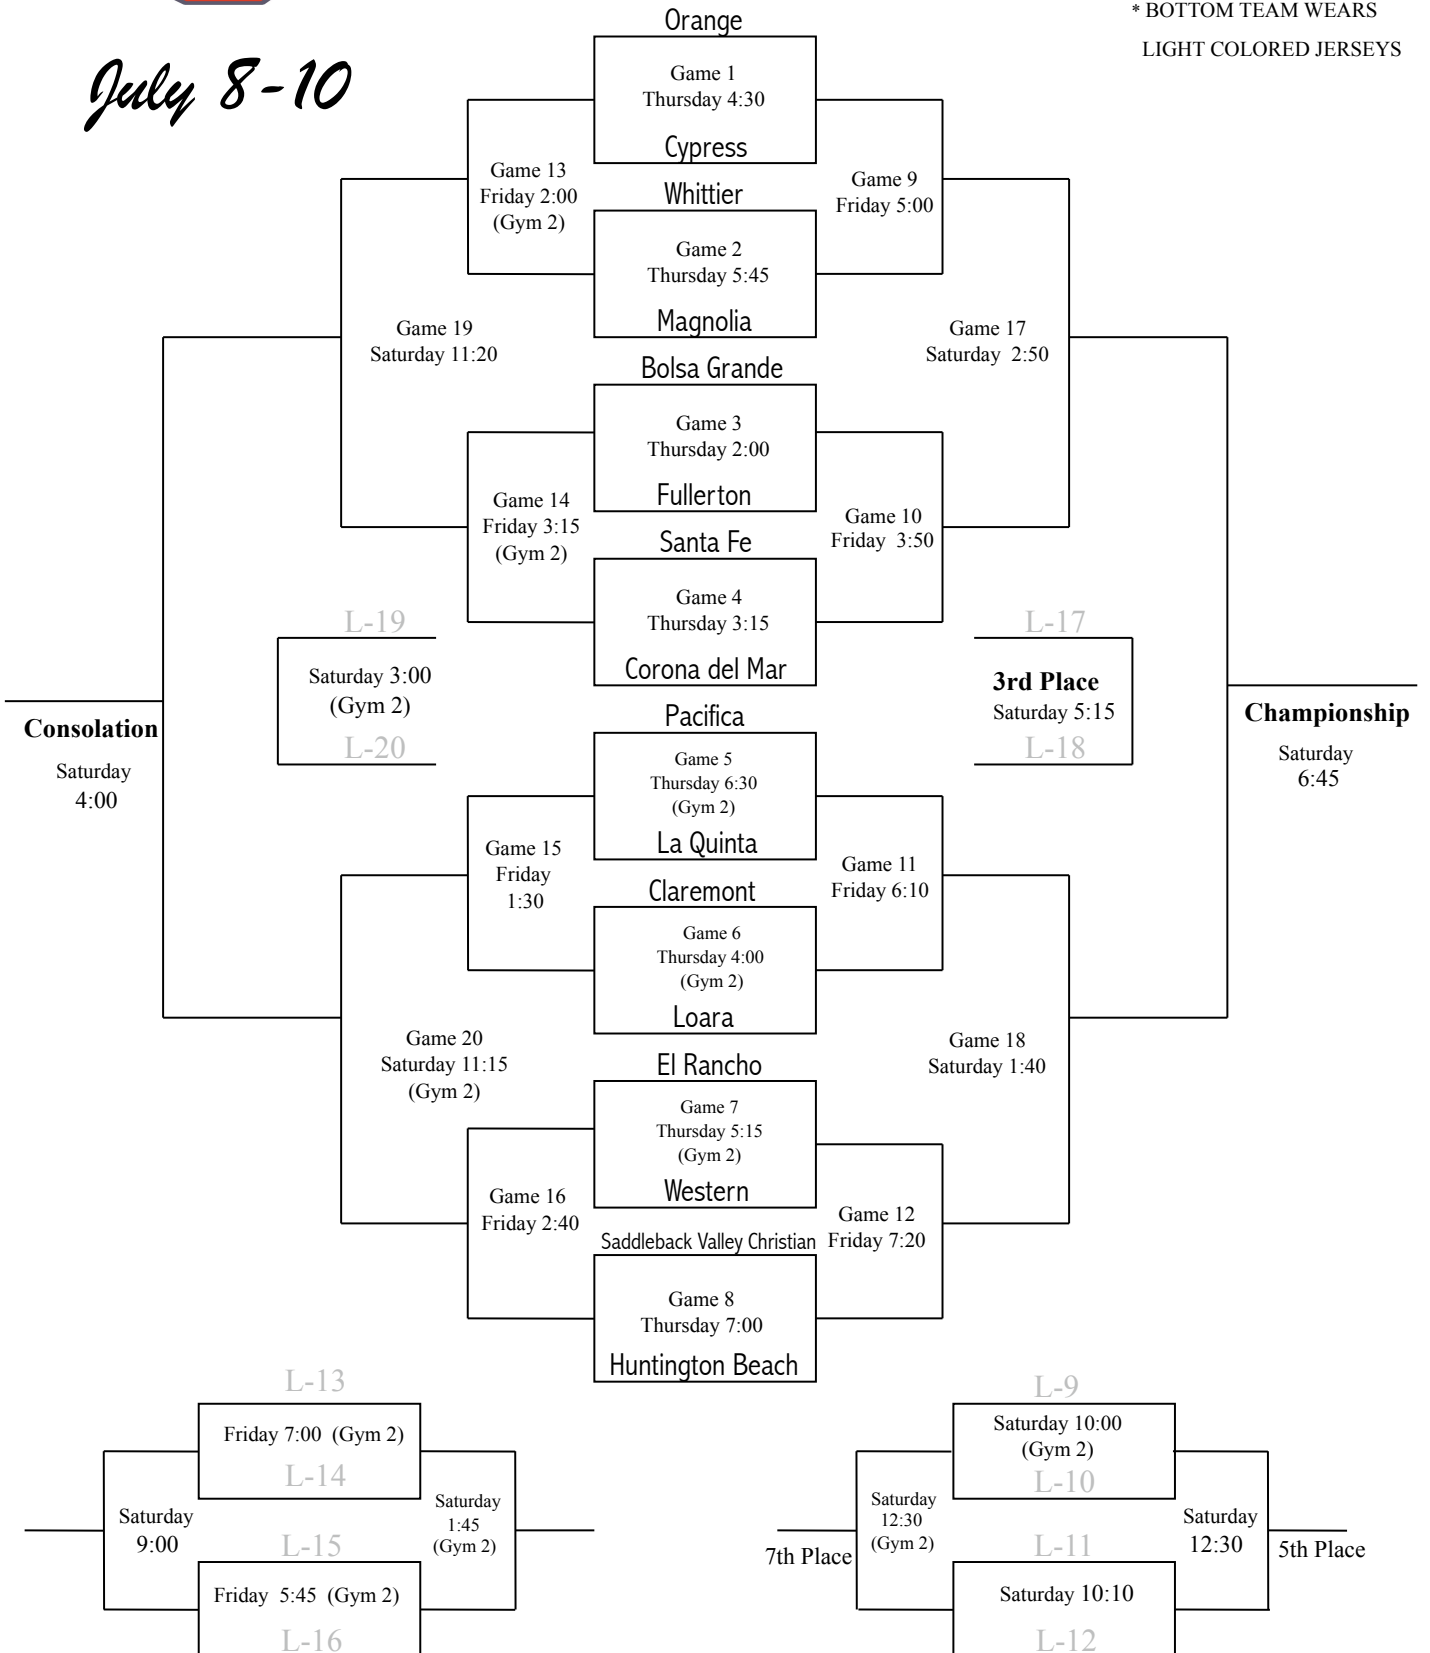 * BOTTOM TEAM WEARS
LIGHT COLORED JERSEYS
July 8-10
Orange
Game 1
Thursday 4:30
Cypress
Game 13
Friday 2:00
(Gym 2)
Game 9
Friday 5:00
Whittier
Game 2
Thursday 5:45
Magnolia
Game 19
Saturday 11:20
Game 17
Saturday 2:50
Bolsa Grande
Game 3
Thursday 2:00
Fullerton
Game 14
Friday 3:15
(Gym 2)
Game 10
Friday 3:50
Santa Fe
Game 4
Thursday 3:15
Corona del Mar
L-19
Saturday 3:00
(Gym 2)
L-20
L-17
3rd Place
Saturday 5:15
L-18
Consolation
Saturday
4:00
Championship
Saturday
6:45
Pacifica
Game 5
Thursday 6:30
(Gym 2)
La Quinta
Game 15
Friday
1:30
Game 11
Friday 6:10
Claremont
Game 6
Thursday 4:00
(Gym 2)
Loara
Game 20
Saturday 11:15
(Gym 2)
Game 18
Saturday 1:40
El Rancho
Game 7
Thursday 5:15
(Gym 2)
Western
Game 16
Friday 2:40
Game 12
Friday 7:20
Saddleback Valley Christian
Game 8
Thursday 7:00
Huntington Beach
L-13
Friday 7:00 (Gym 2)
L-14
Saturday
9:00
Saturday
1:45
(Gym 2)
L-15
Friday 5:45 (Gym 2)
L-16
L-9
Saturday 10:00
(Gym 2)
L-10
Saturday
12:30
(Gym 2)
7th Place
Saturday
12:30
5th Place
L-11
Saturday 10:10
L-12